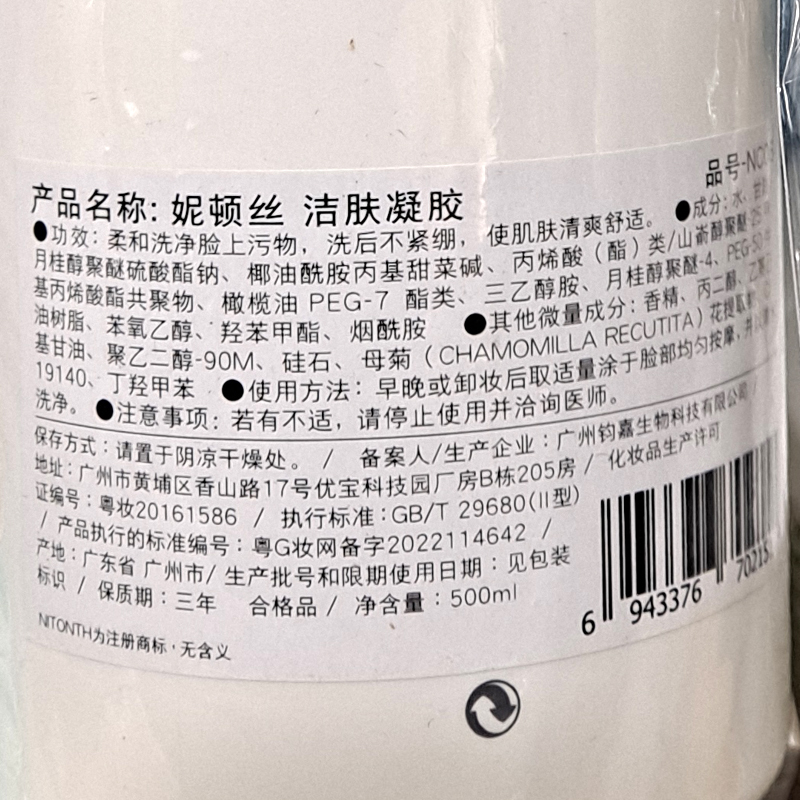 品号-NO
产品名称: 妮顿丝 洁肤凝胶
●功效: 柔和洗净脸上污物, 洗后不紧绷, 使肌肤清爽舒适。 ●成分: 水、
月桂醇聚醚硫酸酯钠、椰油酰胺丙基甜菜碱、丙烯酸（酯）类/山嵛醇聚醚-25
基丙烯酸酯共聚物、橄榄油 PEG-7 酯类、三乙醇胺、月桂醇聚醚-4、PEG-50
油树脂、苯氧乙醇、羟苯甲酯、烟酰胺 ●其他微量成分: 香精、丙二醇、
基甘油、聚乙二醇-90M、硅石、母菊（CHAMOMILLA RECUTITA）花提取物
19140、丁羟甲苯 ●使用方法: 早晚或卸妆后取适量涂于脸部均匀按摩,
洗净。 ●注意事项: 若有不适, 请停止使用并洽询医师。
保存方式: 请置于阴凉干燥处。 / 备案人/生产企业: 广州钧嘉生物科技有限公司 /
地址: 广州市黄埔区香山路17号优宝科技园厂房B栋205房 / 化妆品生产许可
证编号: 粤妆20161586 / 执行标准:GB/T 29680(II型)
/ 产品执行的标准编号: 粤G妆网备字2022114642 /
产地: 广东省 广州市/ 生产批号和限期使用日期: 见包装
标识 / 保质期: 三年 合格品 / 净含量: 500ml
6 943376 70215
NITONTH为注册商标,无含义